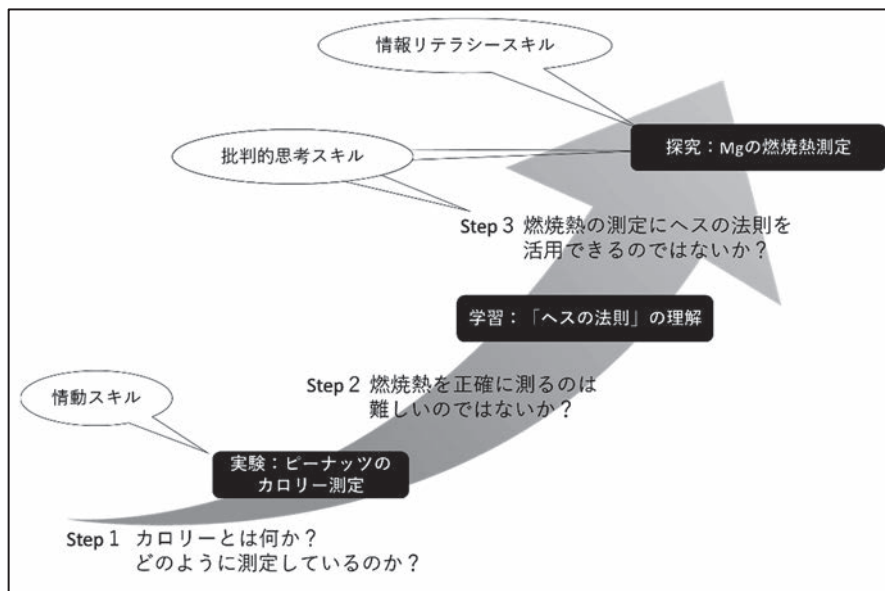 情報リテラシースキル
探究：Mgの燃焼熱測定
批判的思考スキル
Step３ 燃焼熱の測定にヘスの法則を
活用できるのではないか？
学習：「ヘスの法則」の理解
Step２ 燃焼熱を正確に測るのは
難しいのではないか？
情動スキル
実験：ピーナッツの
カロリー測定
Step１ カロリーとは何か？
どのように測定しているのか？